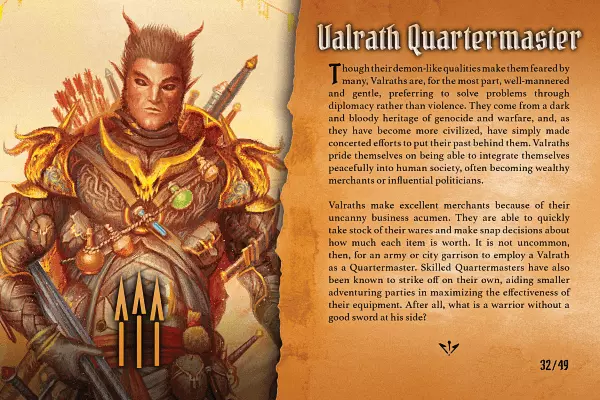 Valrath Quartermaster
Though their demon-like qualities make them feared by
many, Valraths are, for the most part, well-mannered
and gentle, preferring to solve problems through
diplomacy rather than violence. They come from a dark
and bloody heritage of genocide and warfare, and, as
they have become more civilized, have simply made
concerted efforts to put their past behind them. Valraths
pride themselves on being able to integrate themselves
peacefully into human society, often becoming wealthy
merchants or influential politicians.
Valraths make excellent merchants because of their
uncanny business acumen. They are able to quickly
take stock of their wares and make snap decisions about
how much each item is worth. It is not uncommon,
then, for an army or city garrison to employ a Valrath
as a Quartermaster. Skilled Quartermasters have also
been known to strike off on their own, aiding smaller
adventuring parties in maximizing the effectiveness of
their equipment. After all, what is a warrior without a
good sword at his side?
32/49